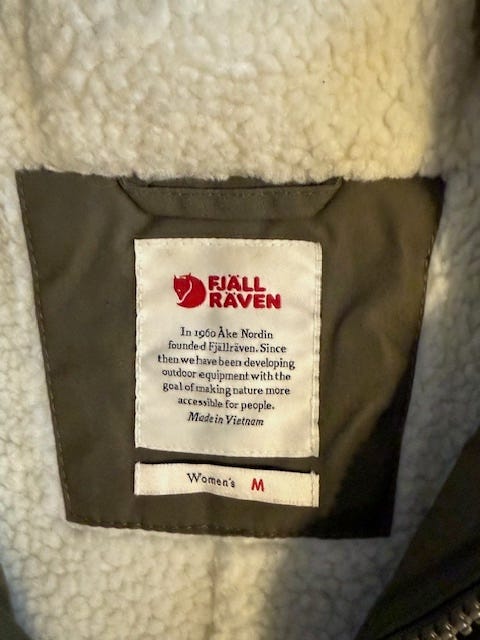 FJÄLL
RÄVEN
In 1960 Åke Nordin
founded Fjällräven. Since
then we have been developing
outdoor equipment with the
goal of making nature more
accessible for people.
Made in Vietnam
Women's M